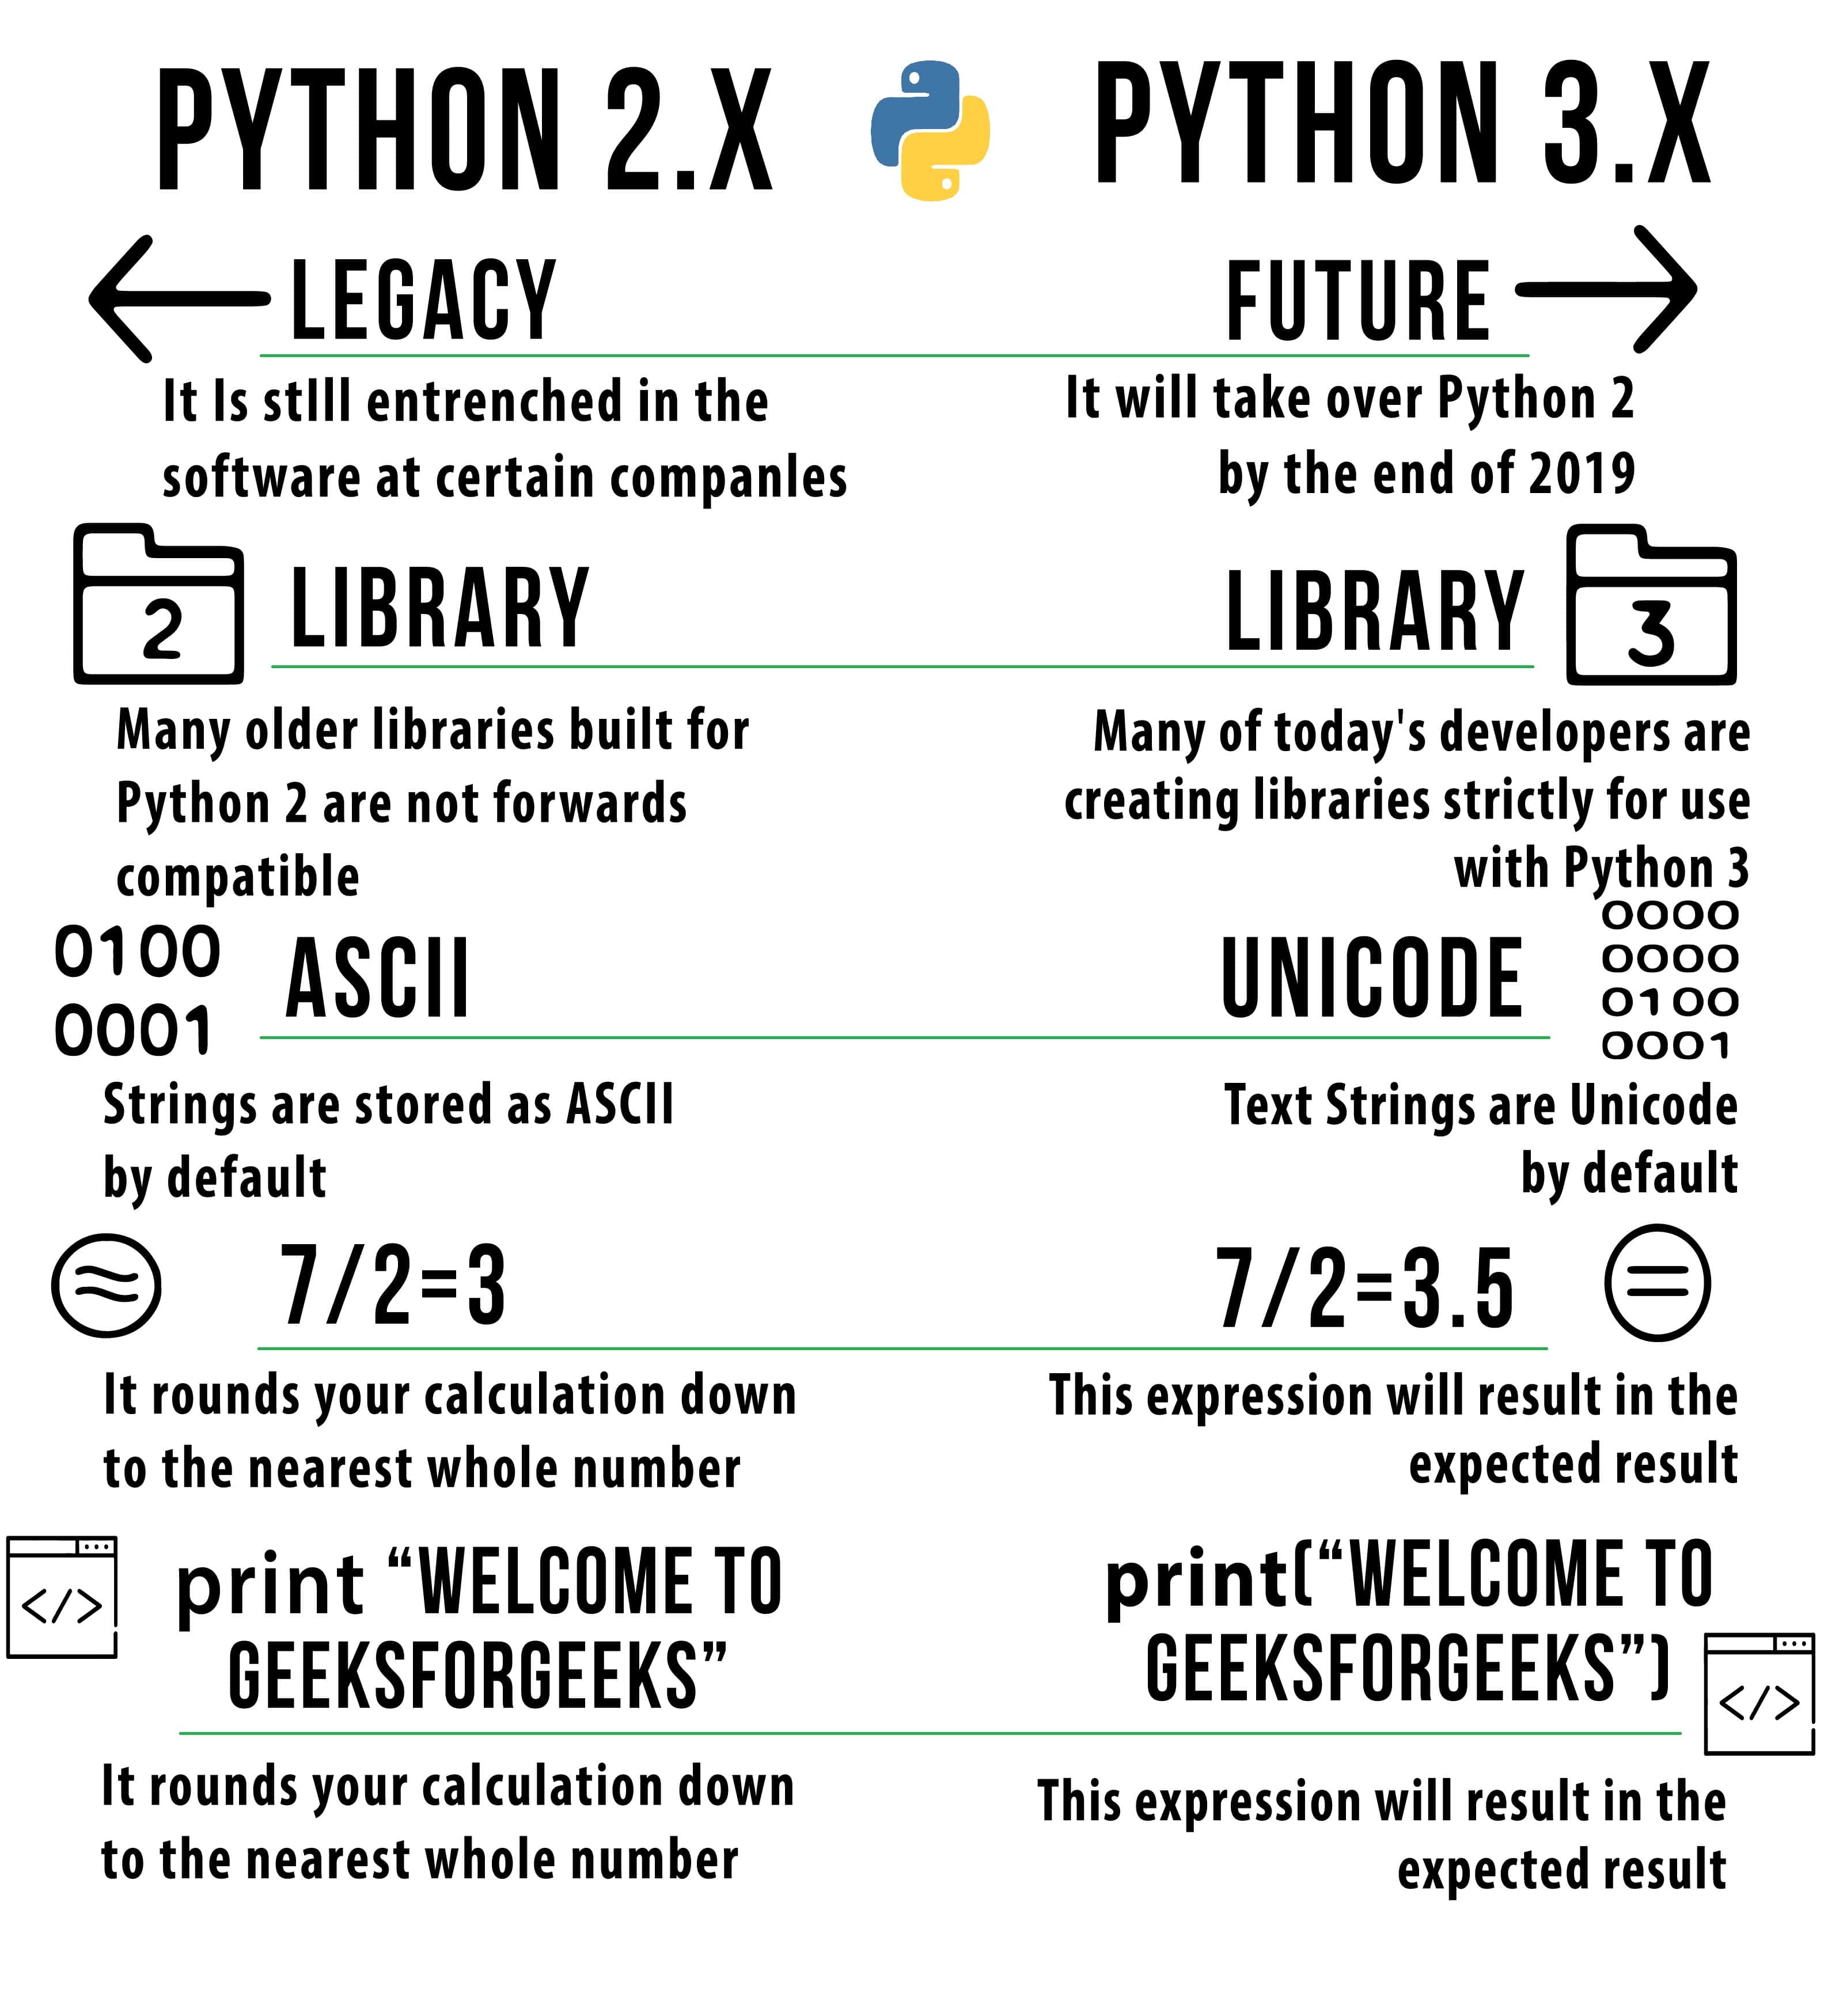 PYTHON 2.X
PYTHON 3.X
LEGACY
FUTURE
It Is stIll entrenched in the
software at certain companles
It will take over Python 2
by the end of 2019
2
LIBRARY
LIBRARY
3
Many older libraries built for
Python 2 are not forwards
compatible
Many of today's developers are
creating libraries strictly for use
with Python 3
0100
0001
ASCII
UNICODE
0000
0000
0100
0001
Strings are stored as ASCII
by default
Text Strings are Unicode
by default
7/2=3
7/2=3.5
It rounds your calculation down
to the nearest whole number
This expression will result in the
expected result
</>
print “WELCOME TO
GEEKSFORGEEKS”
print(“WELCOME TO
GEEKSFORGEEKS”)
</>
It rounds your calculation down
to the nearest whole number
This expression will result in the
expected result